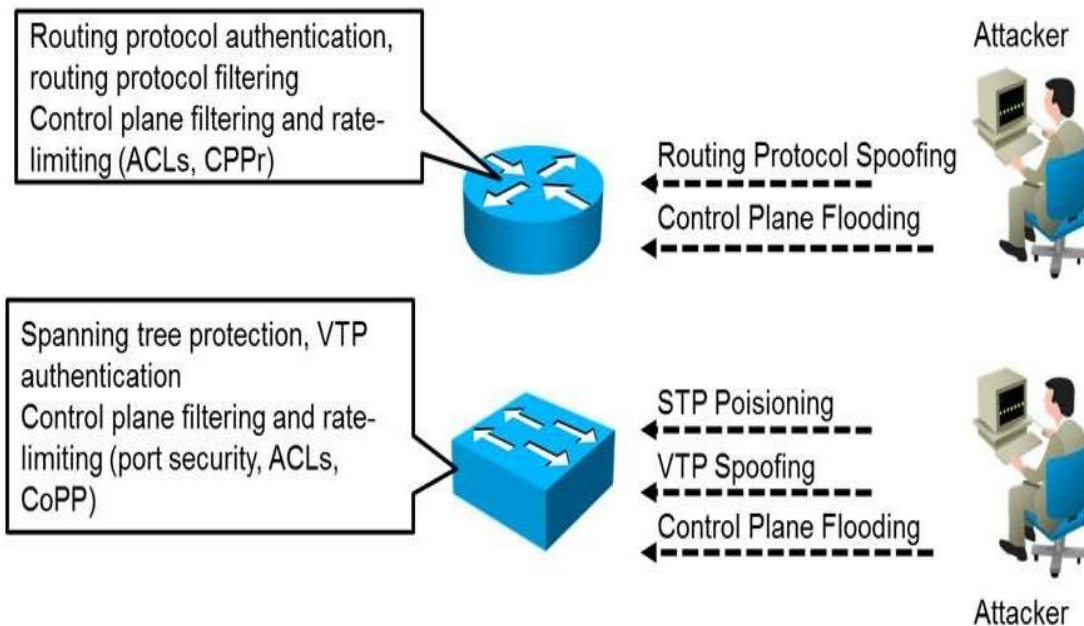 Routing protocol authentication,
routing protocol filtering
Control plane filtering and rate-
limiting (ACLs, CPPr)
Attacker
Routing Protocol Spoofing
Control Plane Flooding
Spanning tree protection, VTP
authentication
Control plane filtering and rate-
limiting (port security, ACLs,
CoPP)
STP Poisioning
VTP Spoofing
Control Plane Flooding
Attacker